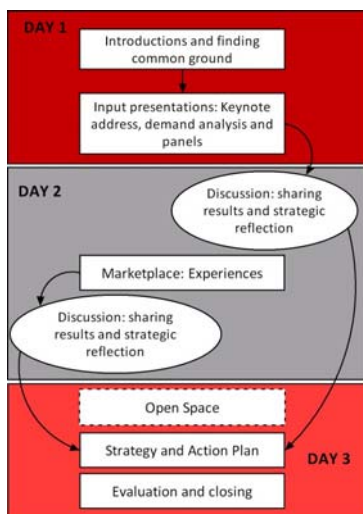 DAY 1
Introductions and finding
common ground
Input presentations: Keynote
address, demand analysis and
panels
DAY 2
Discussion: sharing
results and strategic
reflection
Marketplace: Experiences
Discussion: sharing
results and strategic
reflection
Open Space
Strategy and Action Plan
DAY 3
Evaluation and closing